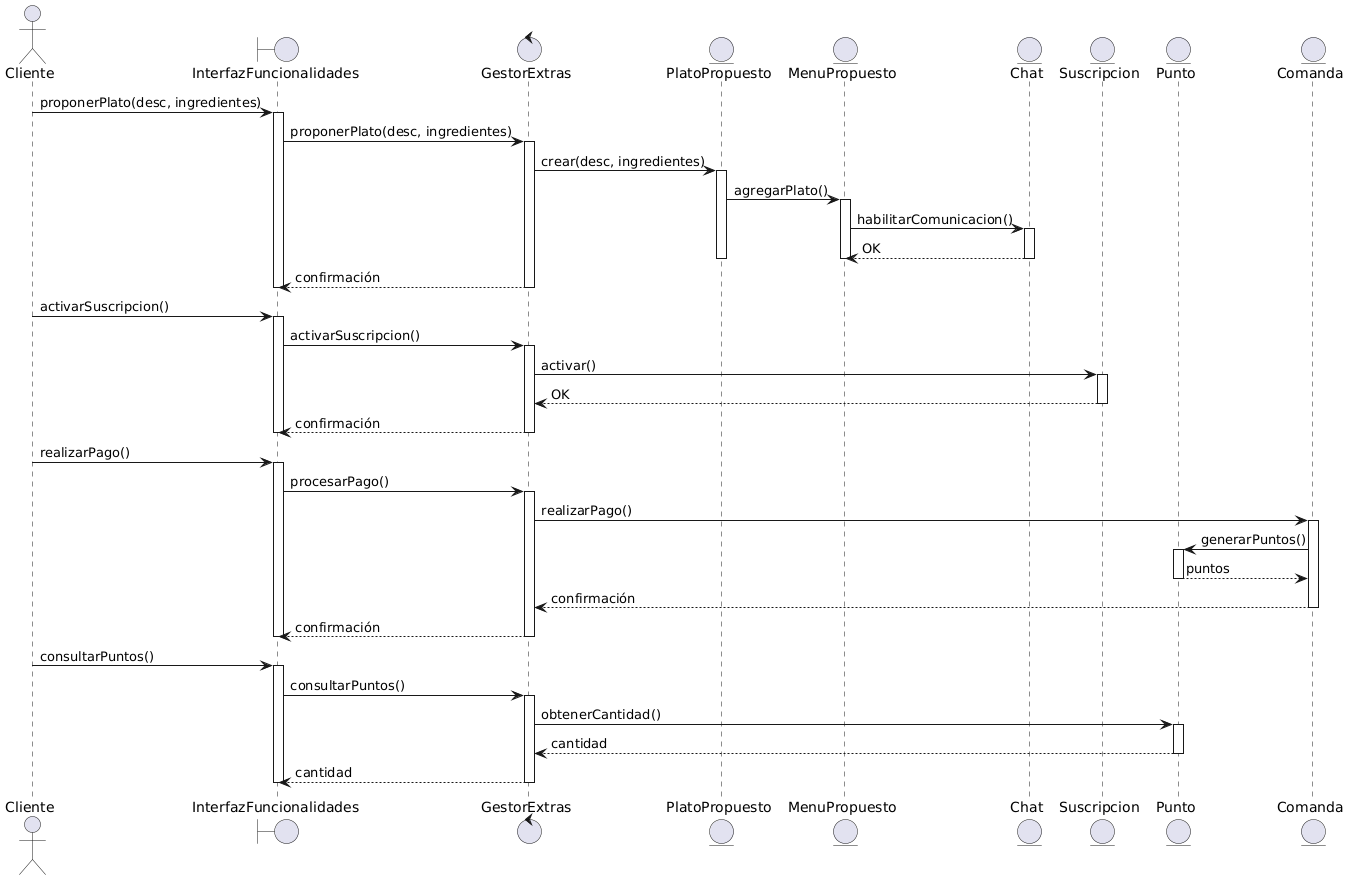 Cliente
InterfazFuncionalidades
GestorExtras
PlatoPropuesto
MenuPropuesto
Chat
Suscripcion
Punto
Comanda
proponerPlato(desc, ingredientes)
proponerPlato(desc, ingredientes)
crear(desc, ingredientes)
agregarPlato()
habilitarComunicacion()
OK
confirmación
activarSuscripcion()
activarSuscripcion()
activar()
OK
confirmación
realizarPago()
procesarPago()
realizarPago()
generarPuntos()
puntos
confirmación
confirmación
consultarPuntos()
consultarPuntos()
obtenerCantidad()
cantidad
cantidad
Cliente
InterfazFuncionalidades
GestorExtras
PlatoPropuesto
MenuPropuesto
Chat
Suscripcion
Punto
Comanda